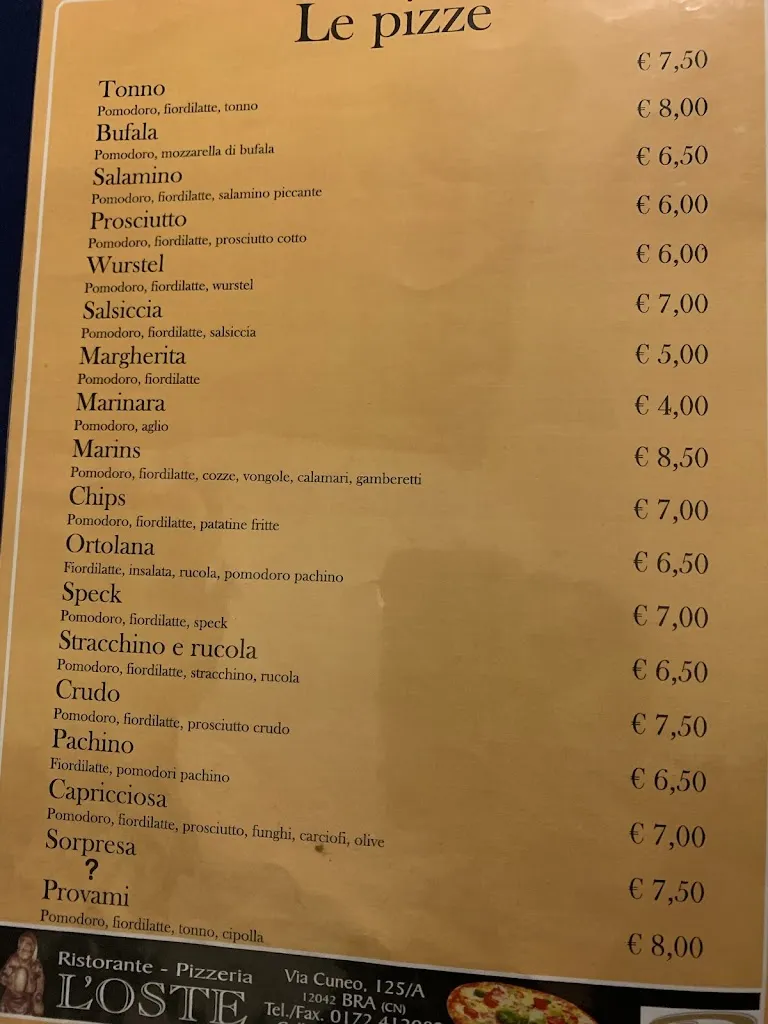 Le pizze
Tonno € 7,50
Pomodoro, fiordilatte, tonno
Bufala € 8,00
Pomodoro, mozzarella di bufala
Salamino € 6,50
Pomodoro, fiordilatte, salamino piccante
Prosciutto € 6,00
Pomodoro, fiordilatte, prosciutto cotto
Wurstel € 6,00
Pomodoro, fiordilatte, wurstel
Salsiccia € 7,00
Pomodoro, fiordilatte, salsiccia
Margherita € 5,00
Pomodoro, fiordilatte
Marinara € 4,00
Pomodoro, aglio
Marins € 8,50
Pomodoro, fiordilatte, cozze, vongole, calamari, gamberetti
Chips € 7,00
Pomodoro, fiordilatte, patatine fritte
Ortolana € 6,50
Fiordilatte, insalata, rucola, pomodoro pachino
Speck € 7,00
Pomodoro, fiordilatte, speck
Stracchino e rucola € 6,50
Pomodoro, fiordilatte, stracchino, rucola
Crudo € 7,50
Pomodoro, fiordilatte, prosciutto crudo
Pachino € 6,50
Fiordilatte, pomodori pachino
Capricciosa € 7,00
Pomodoro, fiordilatte, prosciutto, funghi, carciofi, olive
Sorpresa € 7,50
?
Provami € 8,00
Pomodoro, fiordilatte, tonno, cipolla
Ristorante - Pizzeria
L'OSTE
Via Cuneo, 125/A
12042 BRA (CN)
Tel./Fax. 0172